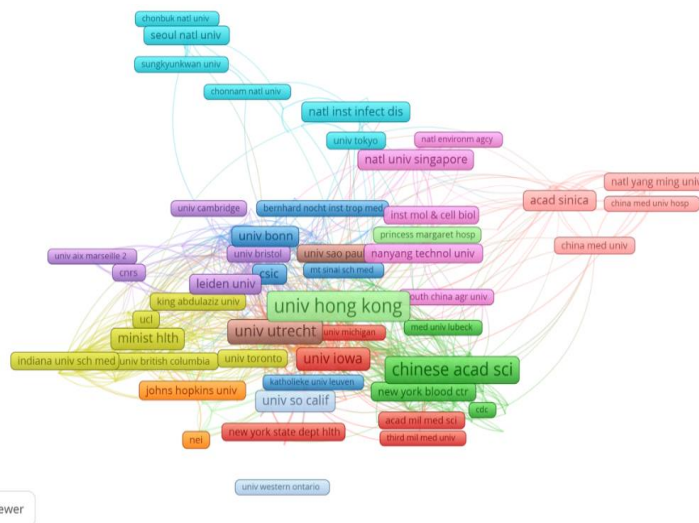 chonbuk natl univ
seoul natl univ
sungkyunkwan univ
chonnam natl univ
natl inst infect dis
univ tokyo
natl environm agcy
natl univ singapore
natl yang ming univ
acad sinica
china med univ hosp
univ cambridge
bernhard nocht inst trop med
inst mol & cell biol
univ bonn
princess margaret hosp
china med univ
univ aix marseille 2
univ bristol
univ sao paul
nanyang technol univ
cnrs
csic
mt sinai sch med
leiden univ
king abdulaziz univ
univ hong kong
outh china agr univ
ucl
minist hlth
univ utrecht
univ michigan
med univ lubeck
indiana univ sch med
univ british columbia
univ toronto
univ iowa
chinese acad sci
johns hopkins univ
katholieke univ leuven
new york blood ctr
univ so calif
cdc
acad mil med sci
nei
new york state dept hlth
third mil med univ
univ western ontario
ewer